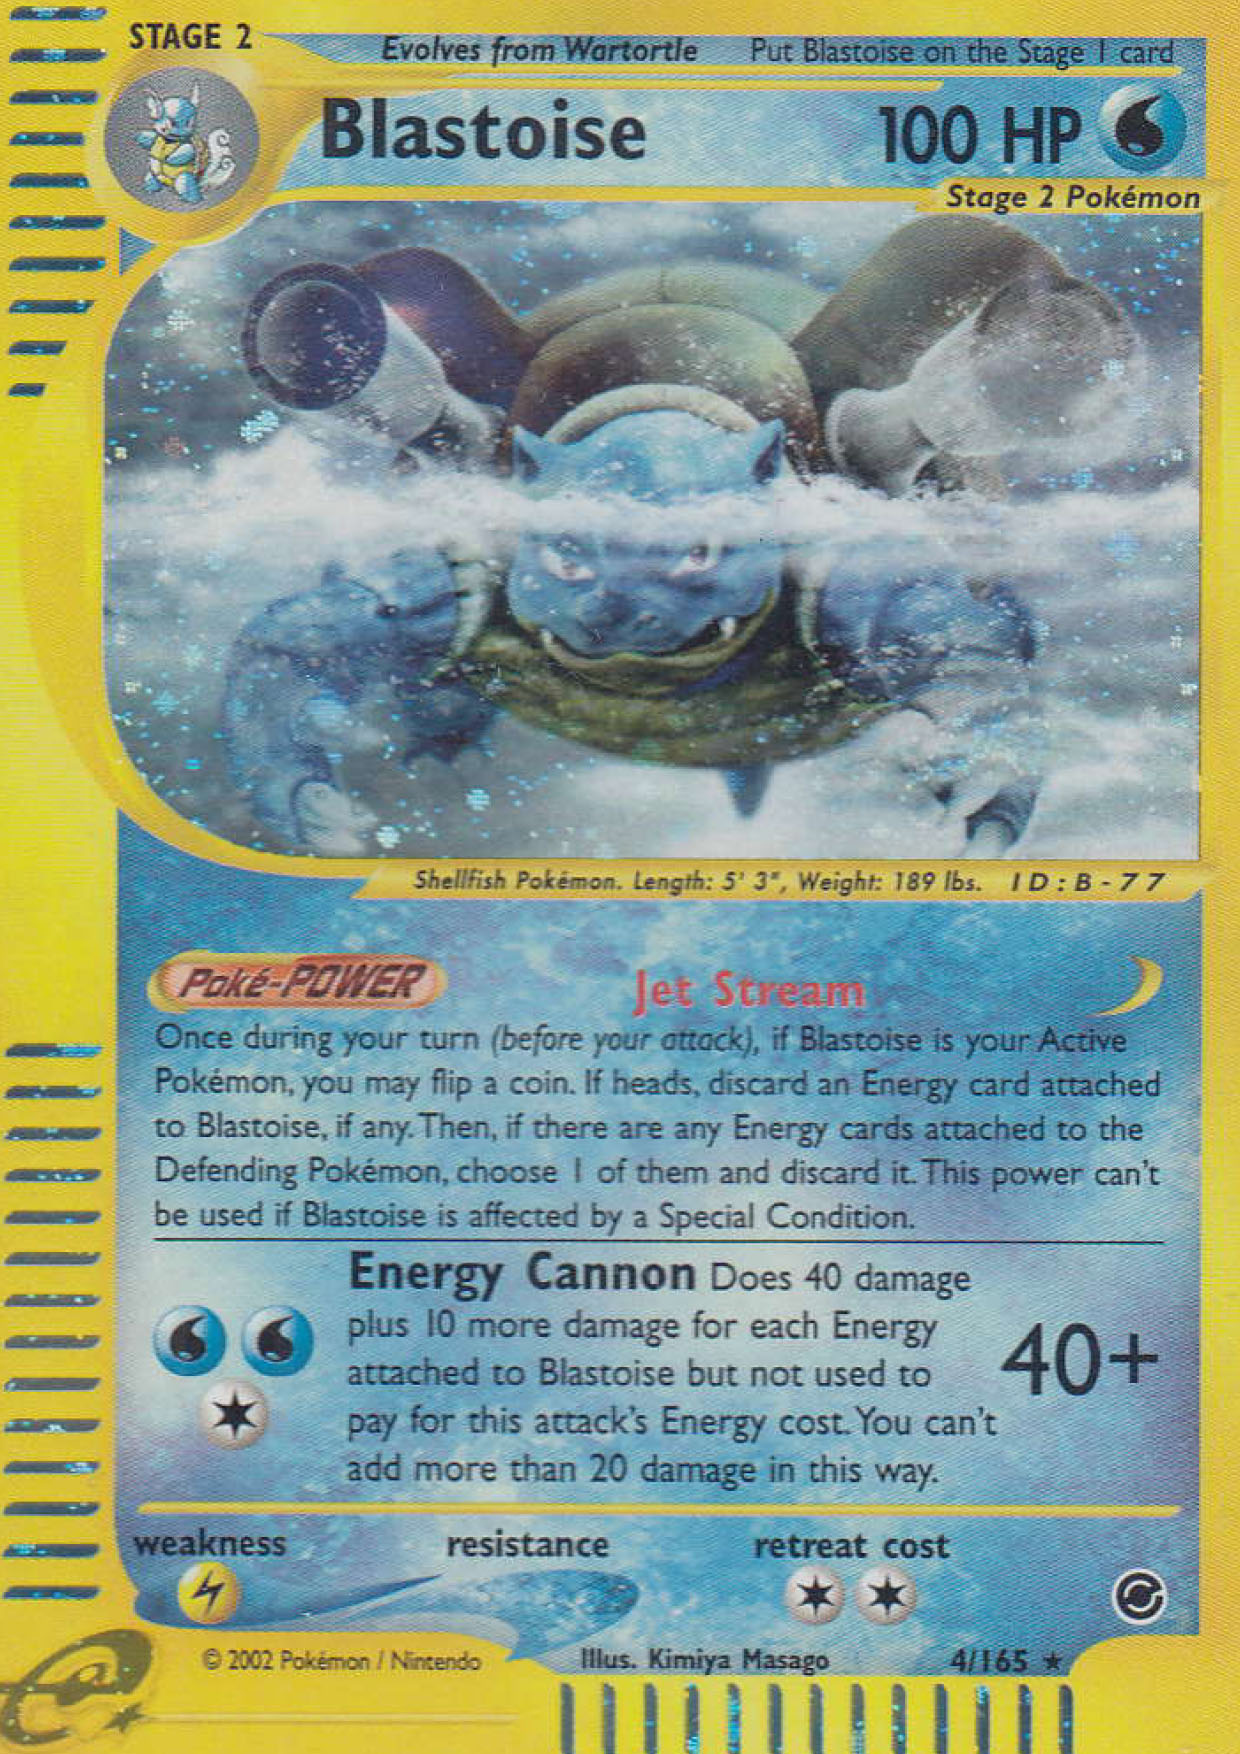 STAGE 2
Evolves from Wartortle Put Blastoise on the Stage 1 card
Blastoise 100 HP
Stage 2 Pokémon
Shellfish Pokémon. Length: 5' 3", Weight: 189 lbs. ID:B-77
Poké-POWER Jet Stream
Once during your turn (before your attack), if Blastoise is your Active
Pokémon, you may flip a coin. If heads, discard an Energy card attached
to Blastoise, if any. Then, if there are any Energy cards attached to the
Defending Pokémon, choose 1 of them and discard it. This power can't
be used if Blastoise is affected by a Special Condition.
Energy Cannon Does 40 damage
plus 10 more damage for each Energy
attached to Blastoise but not used to
pay for this attack's Energy cost. You can't
add more than 20 damage in this way.
40+
weakness resistance retreat cost
© 2002 Pokémon / Nintendo Illus. Kimiya Masago 4/165 ★
e